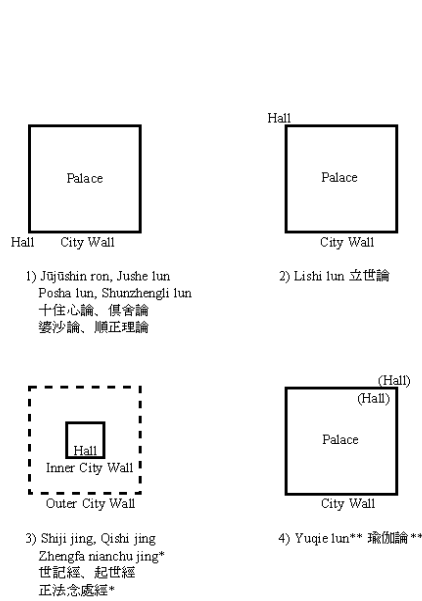 Palace
Hall
City Wall
1) Jūjūshin ron, Jushe lun
Posha lun, Shunzhengli lun
十住心論、倶舍論
婆沙論、順正理論
Hall
Palace
City Wall
2) Lishi lun 立世論
Hall
Inner City Wall
Outer City Wall
3) Shiji jing, Qishi jing
Zhengfa nianchu jing*
世記經、起世經
正法念處經*
(Hall)
(Hall)
Palace
City Wall
4) Yuqie lun** 瑜伽論**